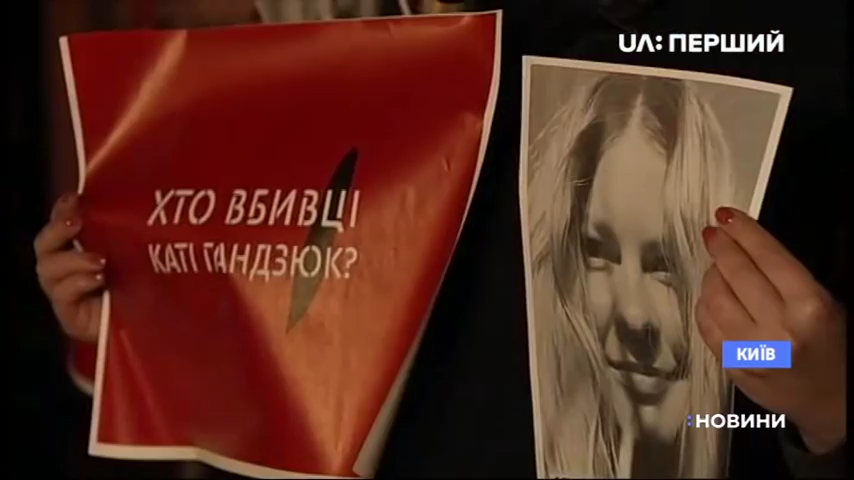 UA: ПЕРШИЙ
ХТО ВБИВЦІ
КАТІ ГАНДЗЮК?
КИЇВ
:НОВИНИ